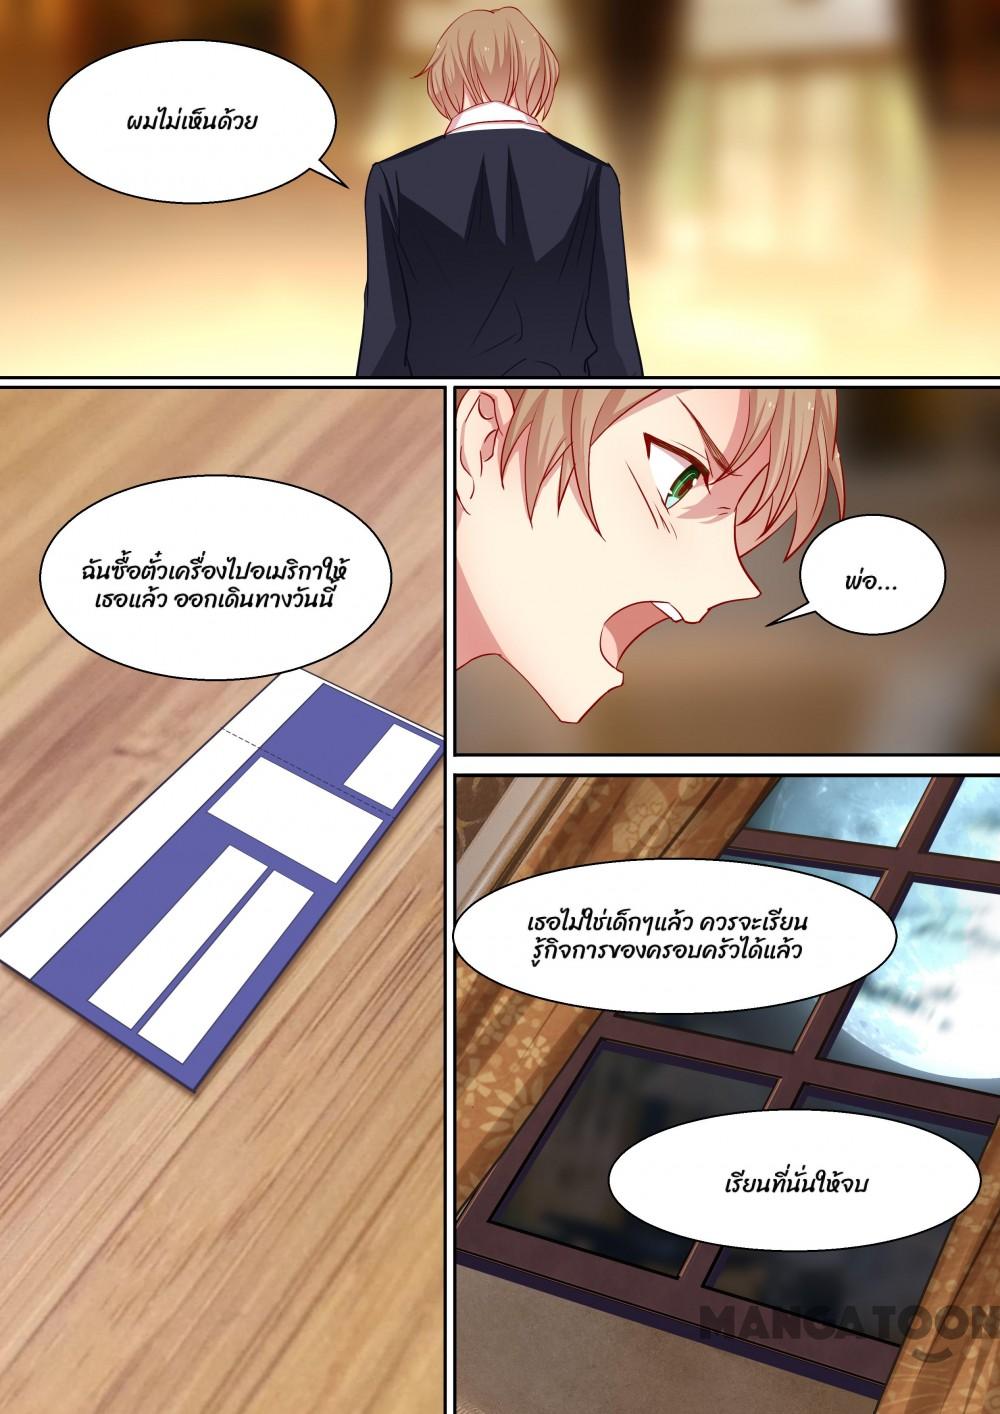 ผมไม่เห็นด้วย
ฉันซื้อตั๋วเครื่องไปอเมริกาให้
เธอแล้ว ออกเดินทางวันนี้
พ่อ...
เธอไม่ใช่เด็กๆแล้ว ควรจะเรียน
รู้กิจการของครอบครัวได้แล้ว
เรียนที่นั่นให้จบ
MANGATOON